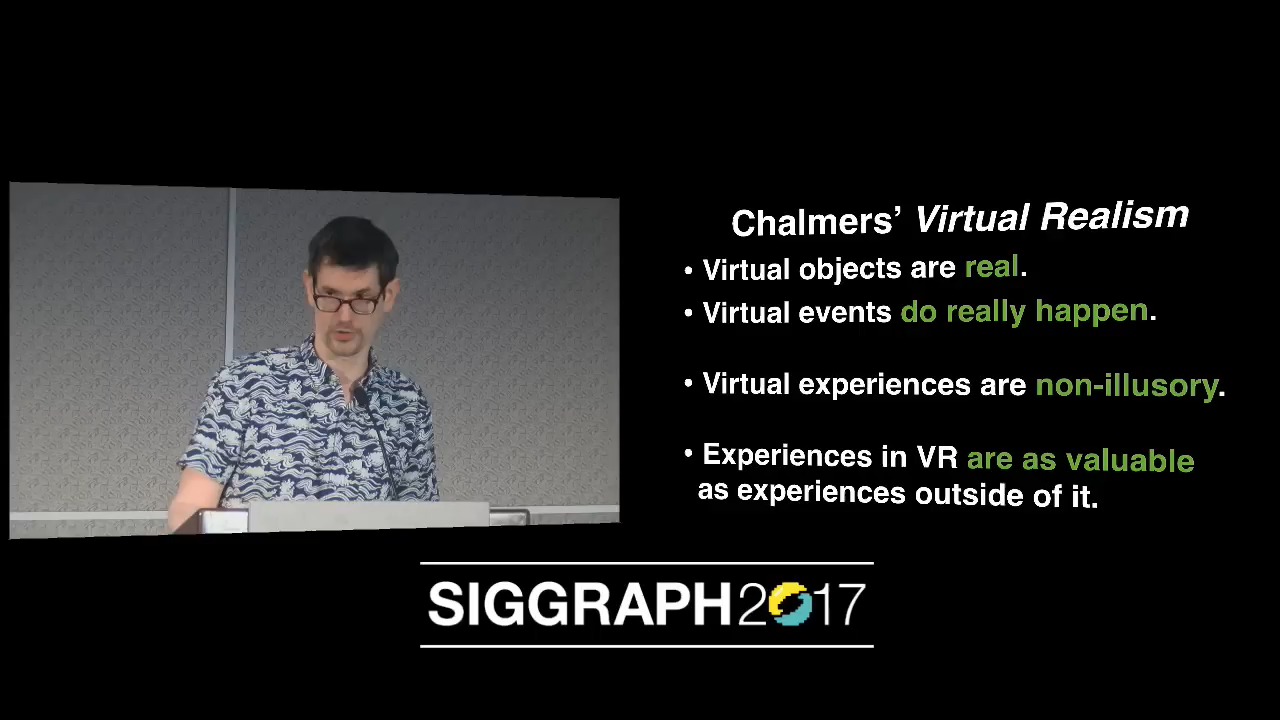 Chalmers’ Virtual Realism
• Virtual objects are real.
• Virtual events do really happen.
• Virtual experiences are non-illusory.
• Experiences in VR are as valuable
as experiences outside of it.
SIGGRAPH2017